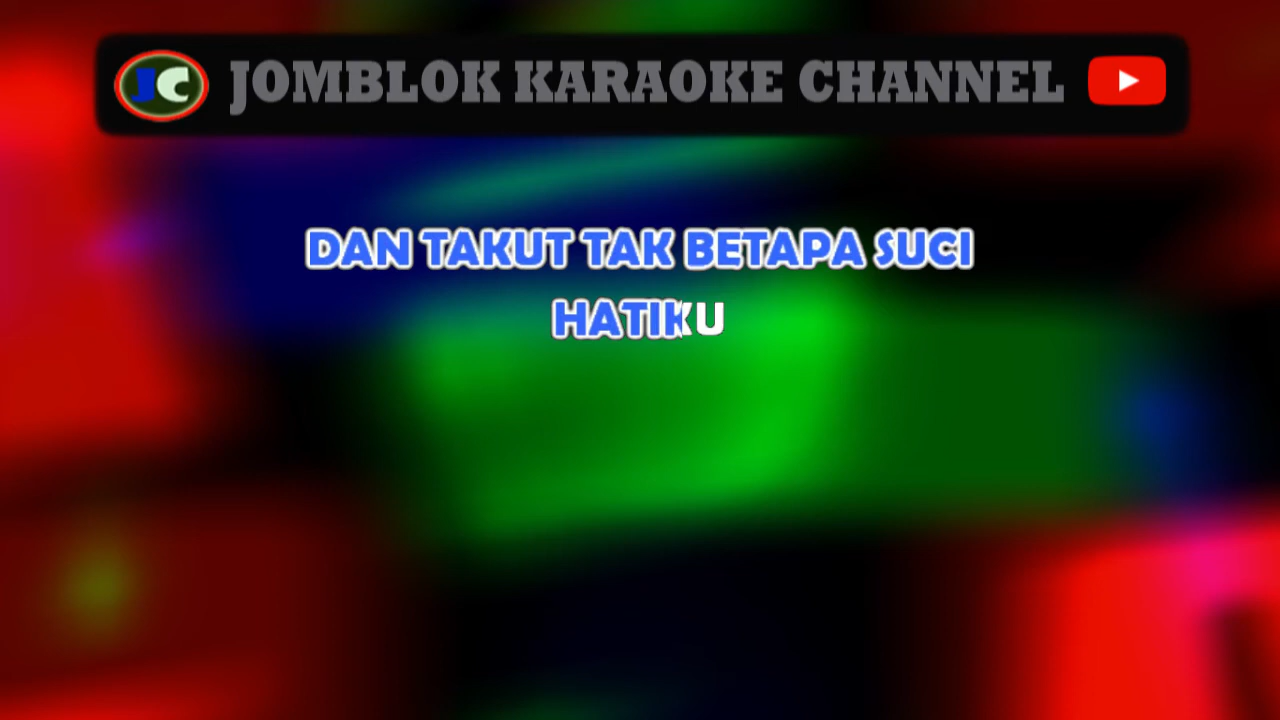 JC JOMBLOK KARAOKE CHANNEL
DAN TAKUT TAK BETAPA SUCI
HATIKU